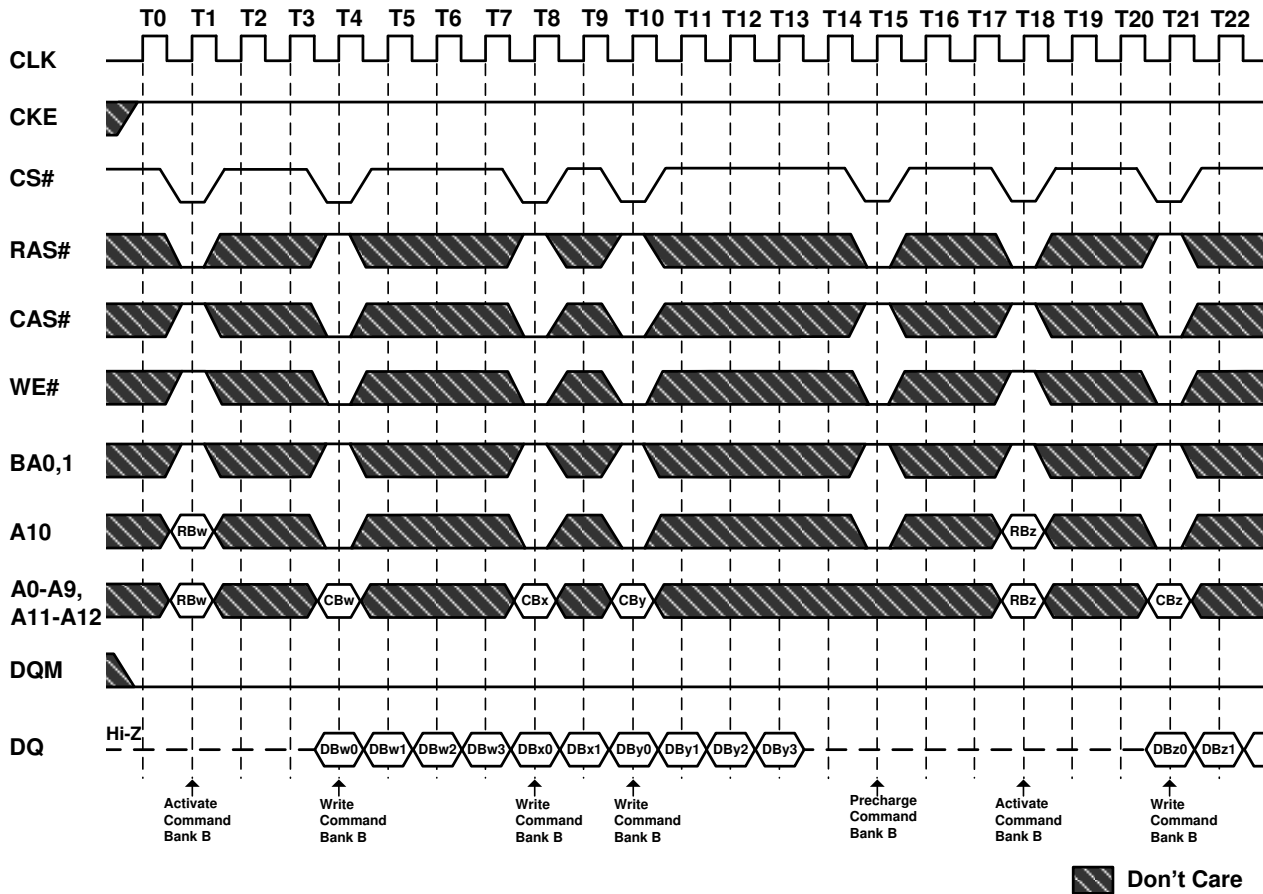 T0 T1 T2 T3 T4 T5 T6 T7 T8 T9 T10 T11 T12 T13 T14 T15 T16 T17 T18 T19 T20 T21 T22
CLK
CKE
CS#
RAS#
CAS#
WE#
BA0,1
A10 RBw RBz
A0-A9,
A11-A12 RBw CBw CBx CBy RBz CBz
DQM
DQ Hi-Z DBw0 DBw1 DBw2 DBw3 DBx0 DBx1 DBy0 DBy1 DBy2 DBy3 DBz0 DBz1
Activate
Command
Bank B
Write
Command
Bank B
Write
Command
Bank B
Write
Command
Bank B
Precharge
Command
Bank B
Activate
Command
Bank B
Write
Command
Bank B
Don't Care